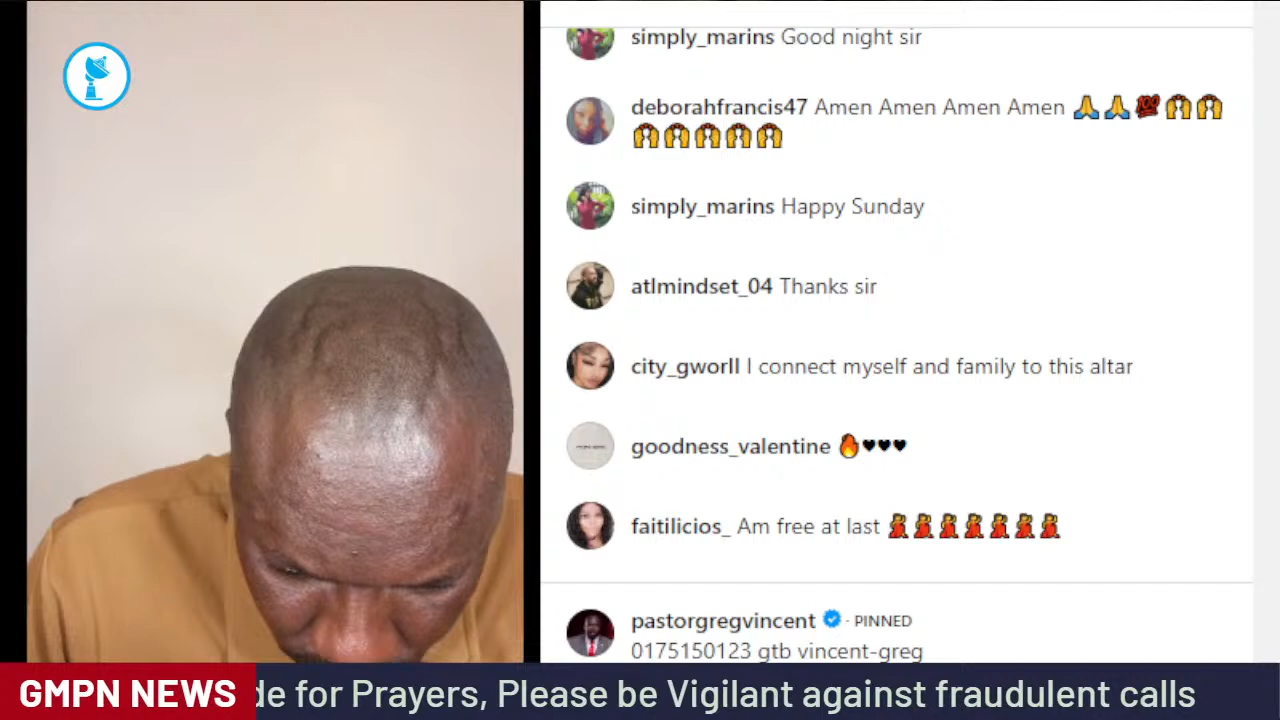 simply_marins Good night sir
deborahfrancis47 Amen Amen Amen Amen 🙏🙏💯🙌🙌
🙌🙌🙌🙌🙌
simply_marins Happy Sunday
atlmindset_04 Thanks sir
city_gworll I connect myself and family to this altar
goodness_valentine 🔥🖤🖤🖤
faitilicios_ Am free at last 💃💃💃💃💃💃💃
pastorgregvincent · PINNED
0175150123 gtb vincent-greg
GMPN NEWS de for Prayers, Please be Vigilant against fraudulent calls